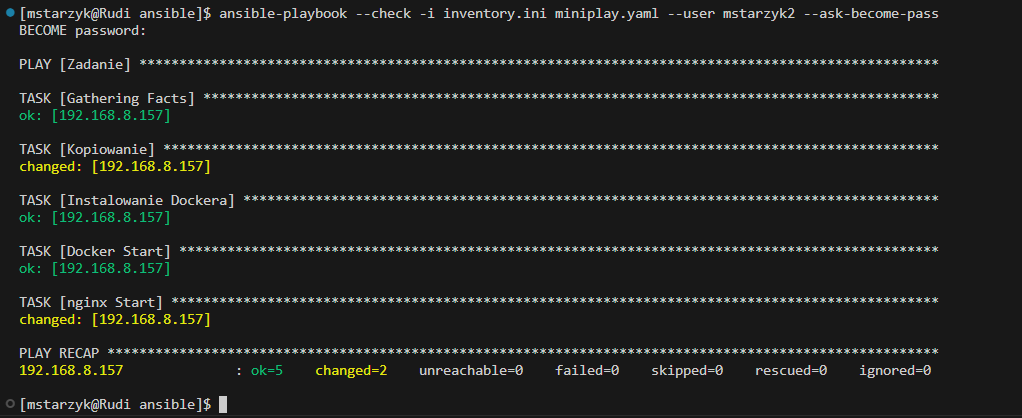 [mstarzyk@Rudi ansible]$ ansible-playbook --check -i inventory.ini miniplay.yaml --user mstarzyk2 --ask-become-pass
BECOME password:
PLAY [Zadanie] ****************************************************************************************************
TASK [Gathering Facts] ********************************************************************************************
ok: [192.168.8.157]
TASK [Kopiowanie] *************************************************************************************************
changed: [192.168.8.157]
TASK [Instalowanie Dockera] ***************************************************************************************
ok: [192.168.8.157]
TASK [Docker Start] ***********************************************************************************************
ok: [192.168.8.157]
TASK [nginx Start] ************************************************************************************************
changed: [192.168.8.157]
PLAY RECAP ********************************************************************************************************
192.168.8.157              : ok=5    changed=2    unreachable=0    failed=0    skipped=0    rescued=0    ignored=0
[mstarzyk@Rudi ansible]$